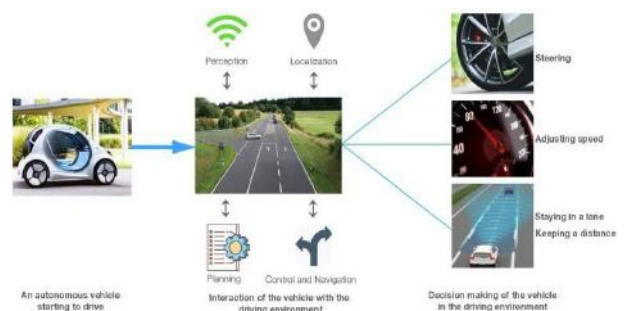 Perception
Localization
Steering
Adjusting speed
Staying in a lane
Keeping a distance
Planning
Control and Navigation
An autonomous vehicle
starting to drive
Interaction of the vehicle with the
driving environment
Decision making of the vehicle
in the driving environment